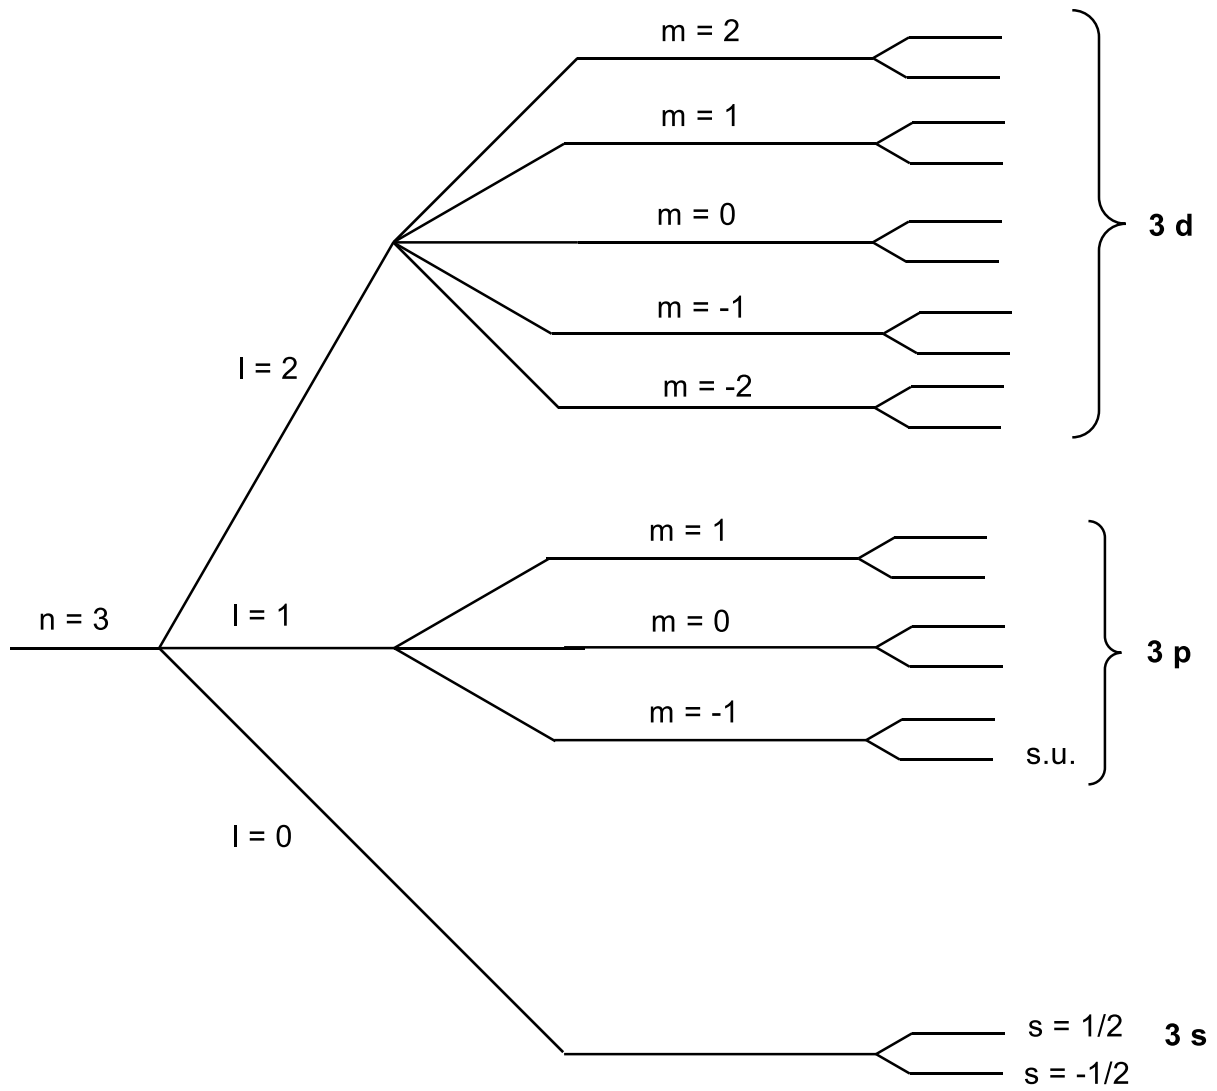 m = 2
m = 1
m = 0
3 d
m = -1
l = 2
m = -2
m = 1
n = 3
l = 1
m = 0
3 p
m = -1
s.u.
l = 0
s = 1/2
3 s
s = -1/2